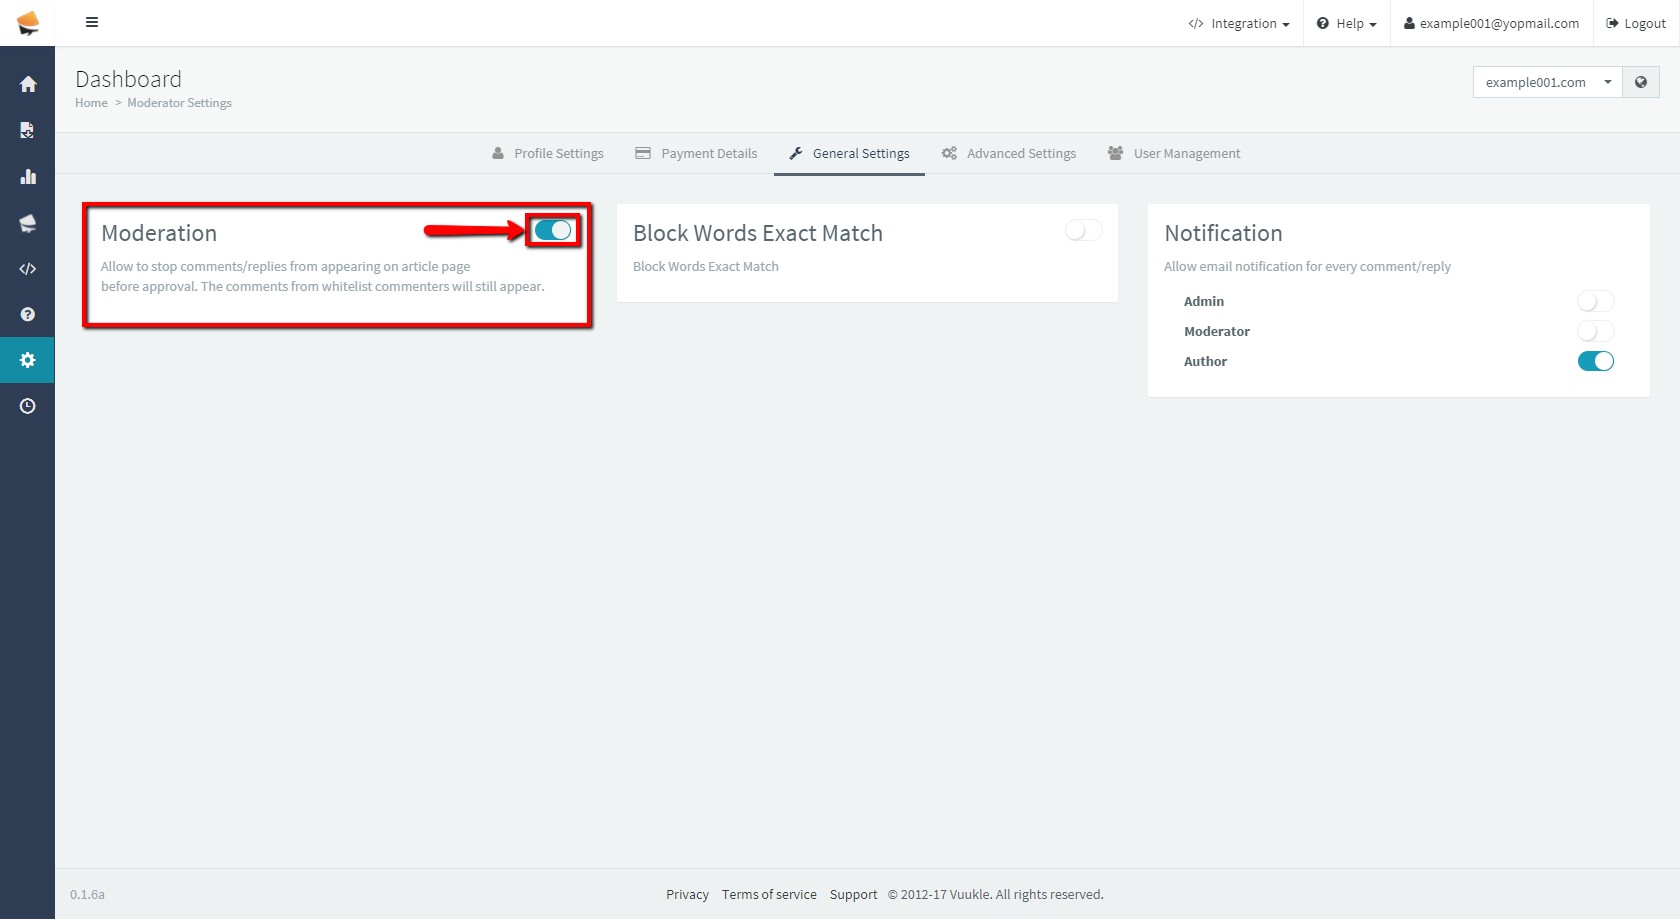 Integration
Help
example001@yopmail.com
Logout
Dashboard
Home > Moderator Settings
example001.com
Profile Settings
Payment Details
General Settings
Advanced Settings
User Management
Moderation
Allow to stop comments/replies from appearing on article page
before approval. The comments from whitelist commenters will still appear.
Block Words Exact Match
Block Words Exact Match
Notification
Allow email notification for every comment/reply
Admin
Moderator
Author
0.1.6a
Privacy Terms of service Support © 2012-17 Vuukle. All rights reserved.